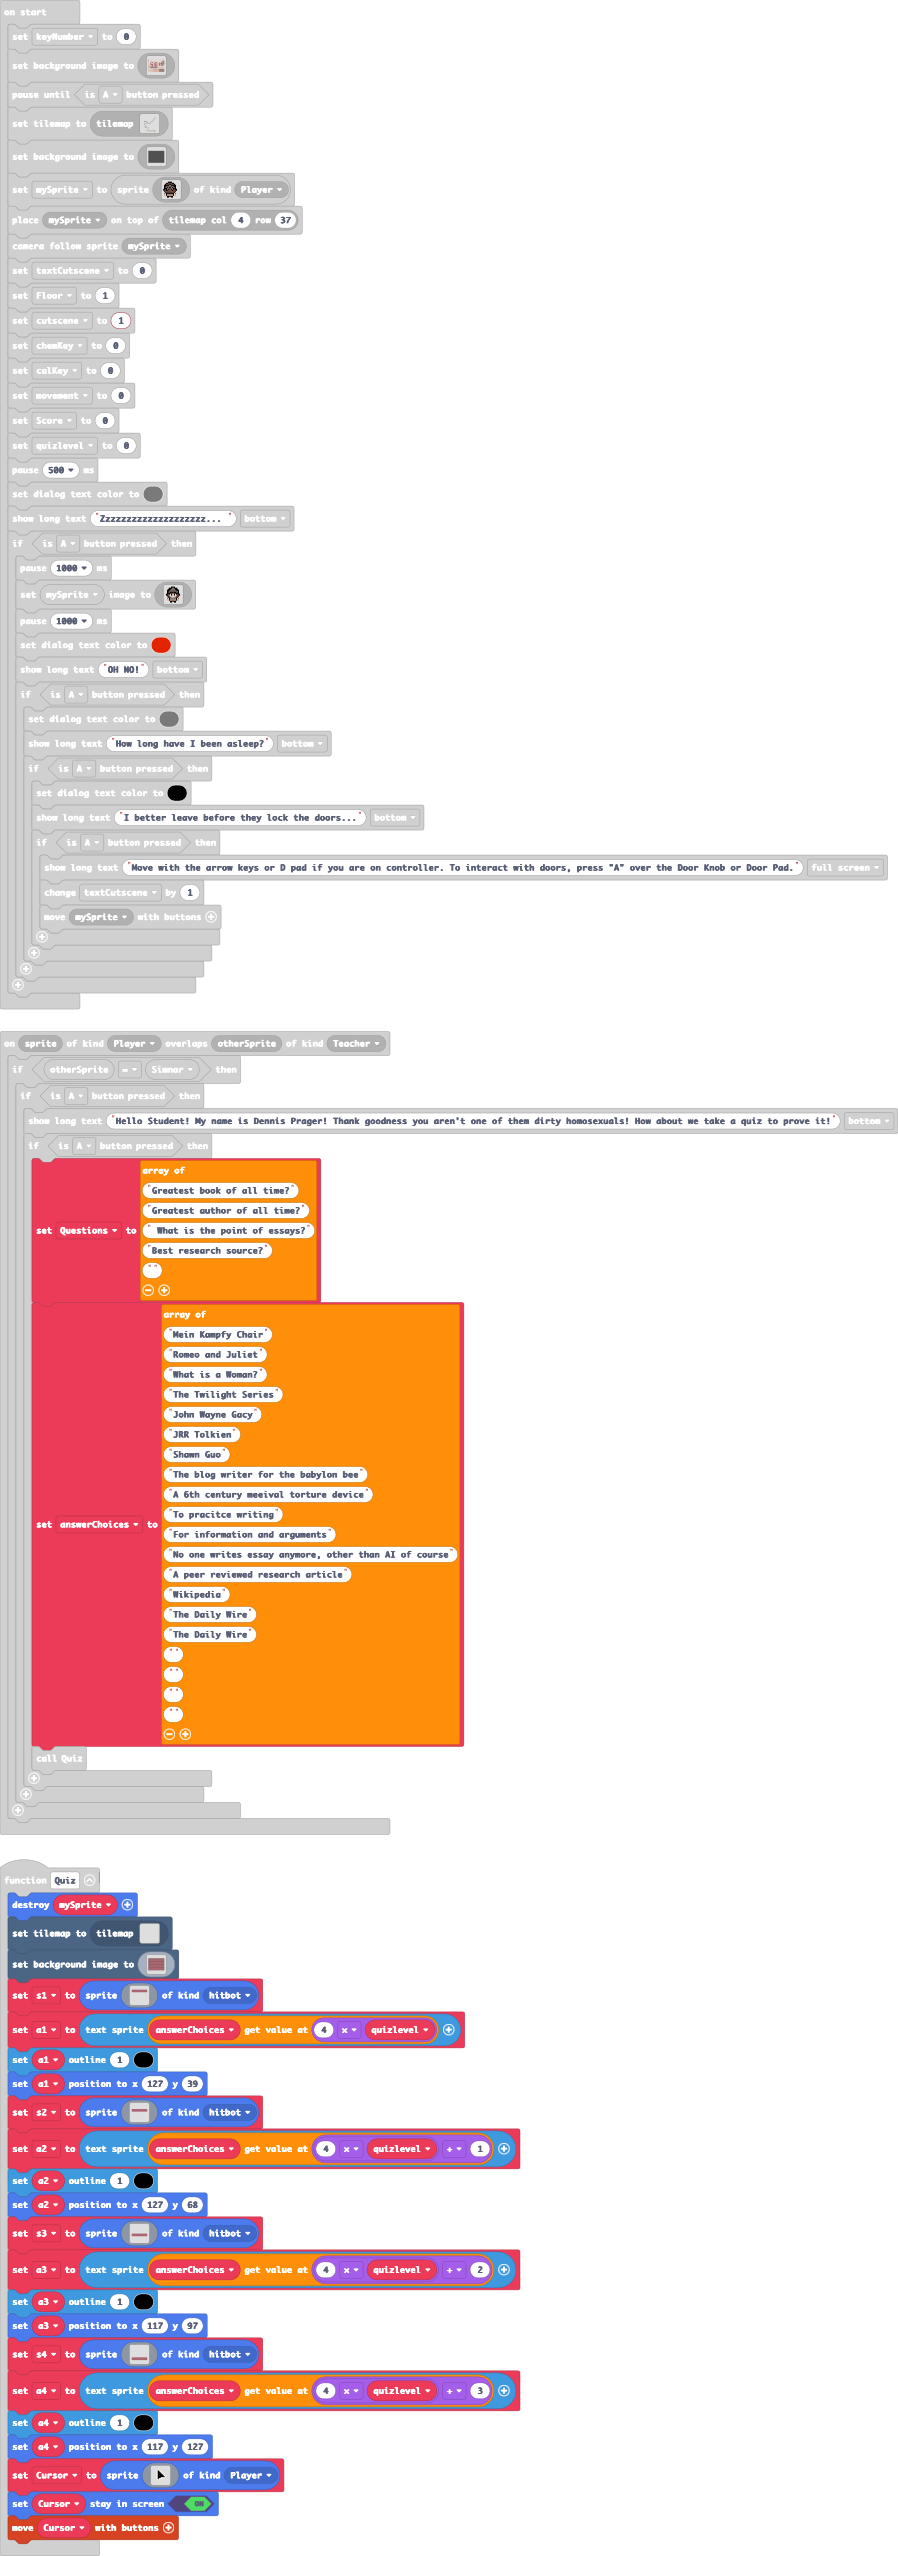 on start
set keyNumber to 0
set background image to
pause until is A button pressed
set tilemap to tilemap
set background image to
set mySprite to sprite of kind Player
place mySprite on top of tilemap col 4 row 37
camera follow sprite mySprite
set textCutscene to 0
set Floor to 1
set cutscene to 1
set chemKey to 0
set calKey to 0
set movement to 0
set Score to 0
set quizlevel to 0
pause 500 ms
set dialog text color to
show long text "Zzzzzzzzzzzzzzzzzzzz... " bottom
if is A button pressed then
pause 1000 ms
set mySprite image to
pause 1000 ms
set dialog text color to
show long text "OH NO!" bottom
if is A button pressed then
set dialog text color to
show long text "How long have I been asleep?" bottom
if is A button pressed then
set dialog text color to
show long text "I better leave before they lock the doors..." bottom
if is A button pressed then
show long text "Move with the arrow keys or D pad if you are on controller. To interact with doors, press "A" over the Door Knob or Door Pad." full screen
change textCutscene by 1
move mySprite with buttons
on sprite of kind Player overlaps otherSprite of kind Teacher
if otherSprite = Simnar then
if is A button pressed then
show long text "Hello Student! My name is Dennis Prager! Thank goodness you aren't one of them dirty homosexuals! How about we take a quiz to prove it!" bottom
if is A button pressed then
set Questions to array of
"Greatest book of all time?"
"Greatest author of all time?"
" What is the point of essays?"
"Best research source?"
""
set answerChoices to array of
"Mein Kampfy Chair"
"Romeo and Juliet"
"What is a Woman?"
"The Twilight Series"
"John Wayne Gacy"
"JRR Tolkien"
"Shawn Guo"
"The blog writer for the babylon bee"
"A 6th century meeival torture device"
"To pracitce writing"
"For information and arguments"
"No one writes essay anymore, other than AI of course"
"A peer reviewed research article"
"Wikipedia"
"The Daily Wire"
"The Daily Wire"
""
""
""
""
call Quiz
function Quiz
destroy mySprite
set tilemap to tilemap
set background image to
set s1 to sprite of kind hitbot
set a1 to text sprite answerChoices get value at 4 × quizlevel
set a1 outline 1
set a1 position to x 127 y 39
set s2 to sprite of kind hitbot
set a2 to text sprite answerChoices get value at 4 × quizlevel + 1
set a2 outline 1
set a2 position to x 127 y 68
set s3 to sprite of kind hitbot
set a3 to text sprite answerChoices get value at 4 × quizlevel + 2
set a3 outline 1
set a3 position to x 117 y 97
set s4 to sprite of kind hitbot
set a4 to text sprite answerChoices get value at 4 × quizlevel + 3
set a4 outline 1
set a4 position to x 117 y 127
set Cursor to sprite of kind Player
set Cursor stay in screen ON
move Cursor with buttons